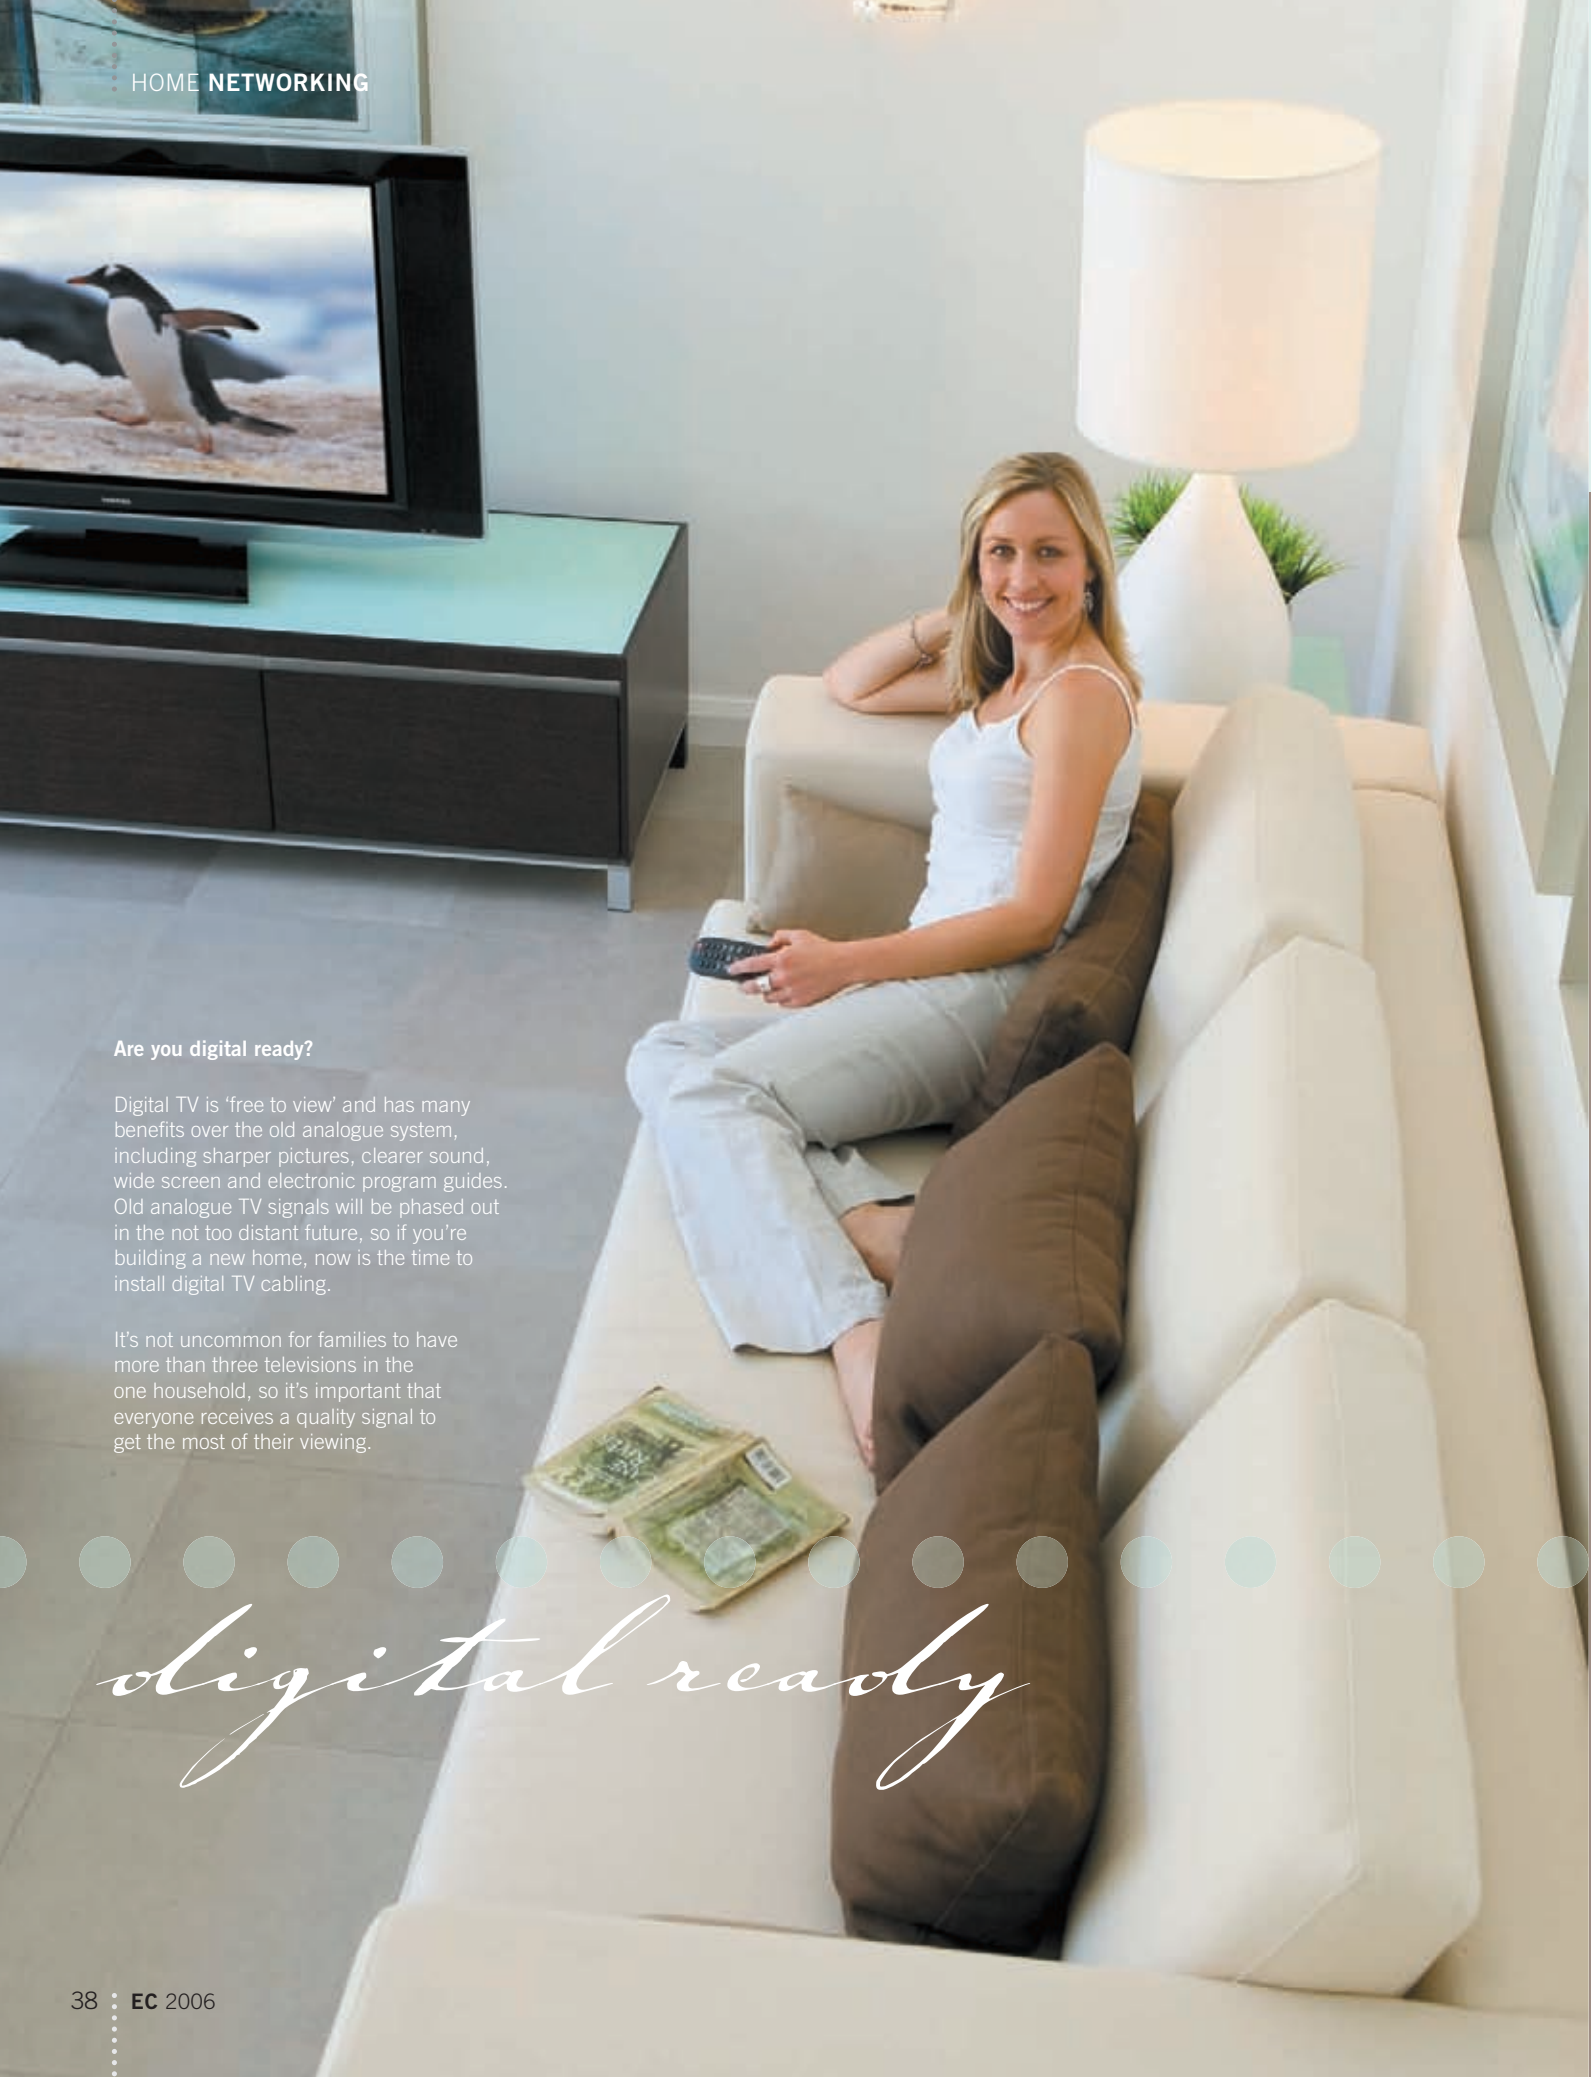 HOME NETWORKING
Are you digital ready?
Digital TV is ‘free to view’ and has many
benefits over the old analogue system,
including sharper pictures, clearer sound,
wide screen and electronic program guides.
Old analogue TV signals will be phased out
in the not too distant future, so if you’re
building a new home, now is the time to
install digital TV cabling.
It’s not uncommon for families to have
more than three televisions in the
one household, so it’s important that
everyone receives a quality signal to
get the most of their viewing.
digital ready
38 EC 2006